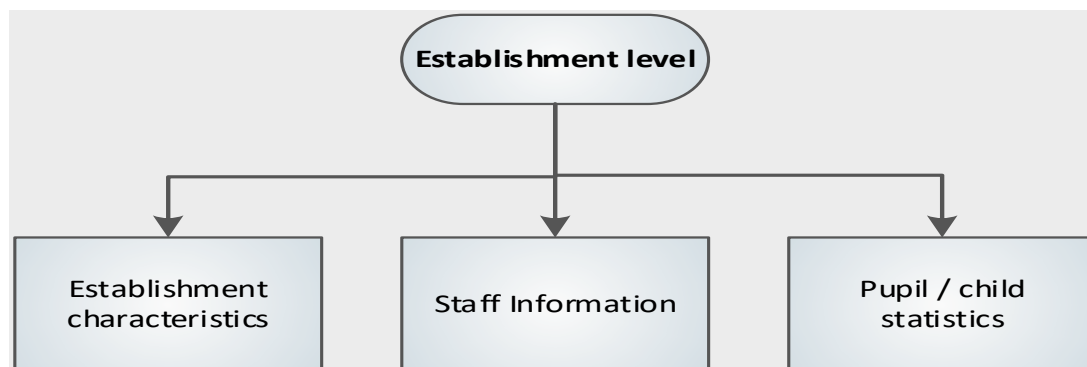 Establishment level
Establishment
characteristics
Staff Information
Pupil / child
statistics